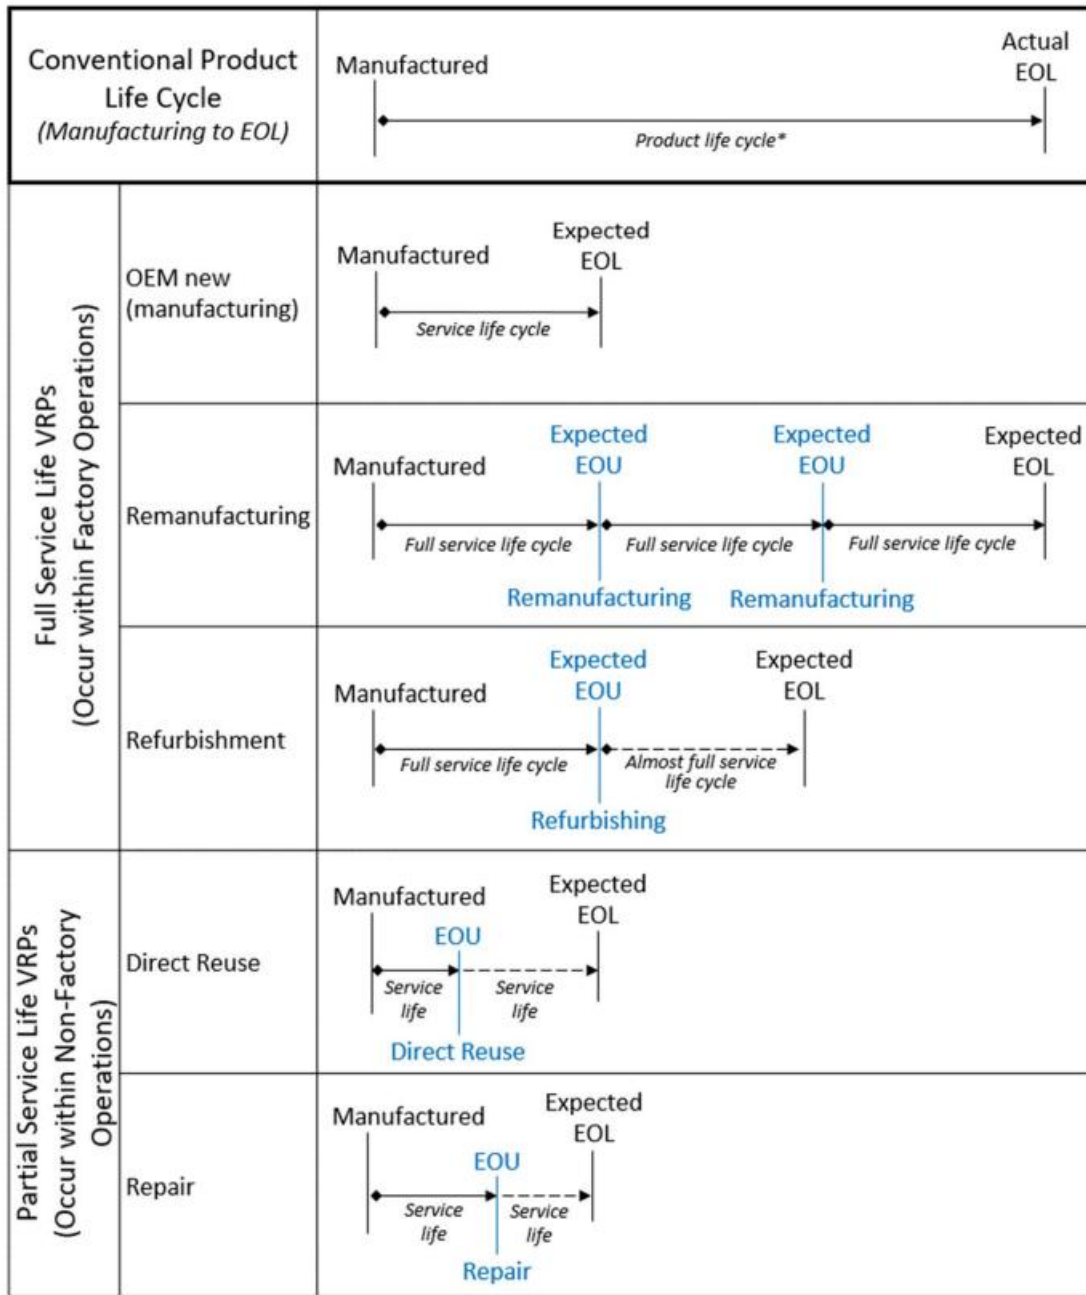 Conventional Product
Life Cycle
(Manufacturing to EOL)
Manufactured
Actual
EOL
Product life cycle*
Full Service Life VRPs
(Occur within Factory Operations)
OEM new
(manufacturing)
Manufactured
Expected
EOL
Service life cycle
Remanufacturing
Manufactured
Expected
EOU
Expected
EOU
Expected
EOL
Full service life cycle
Full service life cycle
Full service life cycle
Remanufacturing
Remanufacturing
Refurbishment
Manufactured
Expected
EOU
Expected
EOL
Full service life cycle
Almost full service
life cycle
Refurbishing
Partial Service Life VRPs
(Occur within Non-Factory
Operations)
Direct Reuse
Manufactured
EOU
Expected
EOL
Service
life
Service
life
Direct Reuse
Repair
Manufactured
EOU
Expected
EOL
Service
life
Service
life
Repair